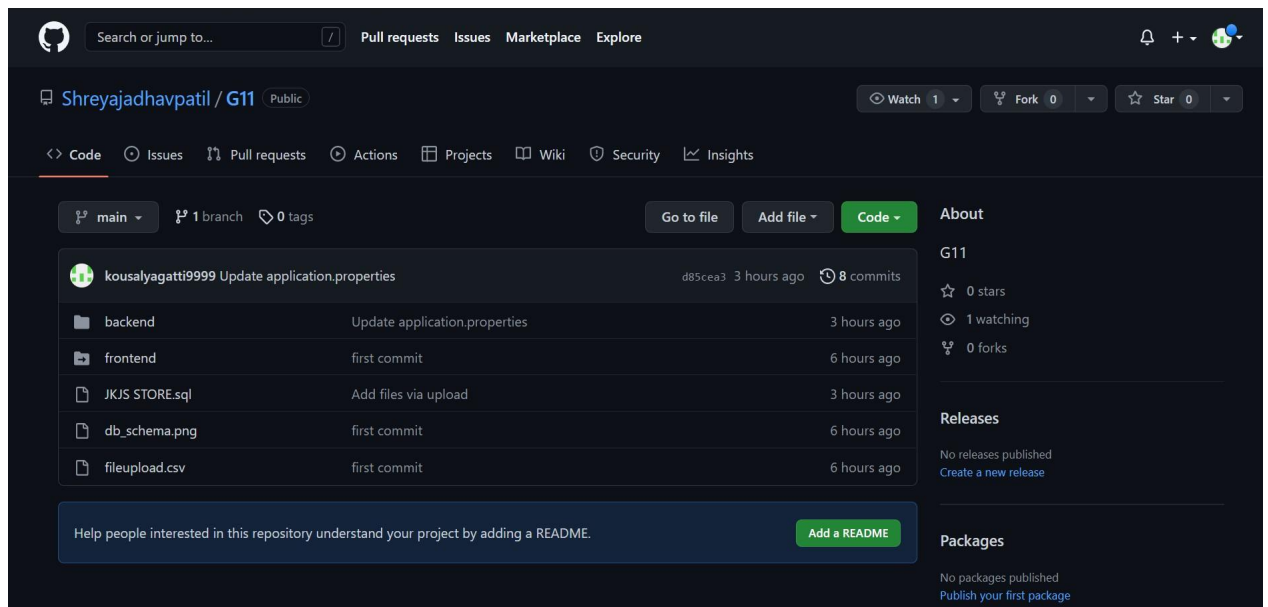 Search or jump to... / Pull requests Issues Marketplace Explore
Shreyajadhavpatil / G11 Public Watch 1 Fork 0 Star 0
Code Issues Pull requests Actions Projects Wiki Security Insights
main 1 branch 0 tags Go to file Add file Code
kousalyagatti9999 Update application.properties d85cea3 3 hours ago 8 commits
backend Update application.properties 3 hours ago
frontend first commit 6 hours ago
JKJS STORE.sql Add files via upload 3 hours ago
db_schema.png first commit 6 hours ago
fileupload.csv first commit 6 hours ago
Help people interested in this repository understand your project by adding a README. Add a README
About
G11
0 stars
1 watching
0 forks
Releases
No releases published
Create a new release
Packages
No packages published
Publish your first package